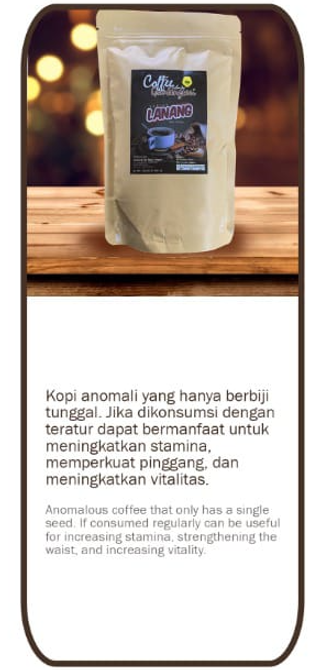 Coffee
LANANG
Kopi anomali yang hanya berbiji
tunggal. Jika dikonsumsi dengan
teratur dapat bermanfaat untuk
meningkatkan stamina,
memperkuat pinggang, dan
meningkatkan vitalitas.
Anomalous coffee that only has a single
seed. If consumed regularly can be useful
for increasing stamina, strengthening the
waist, and increasing vitality.